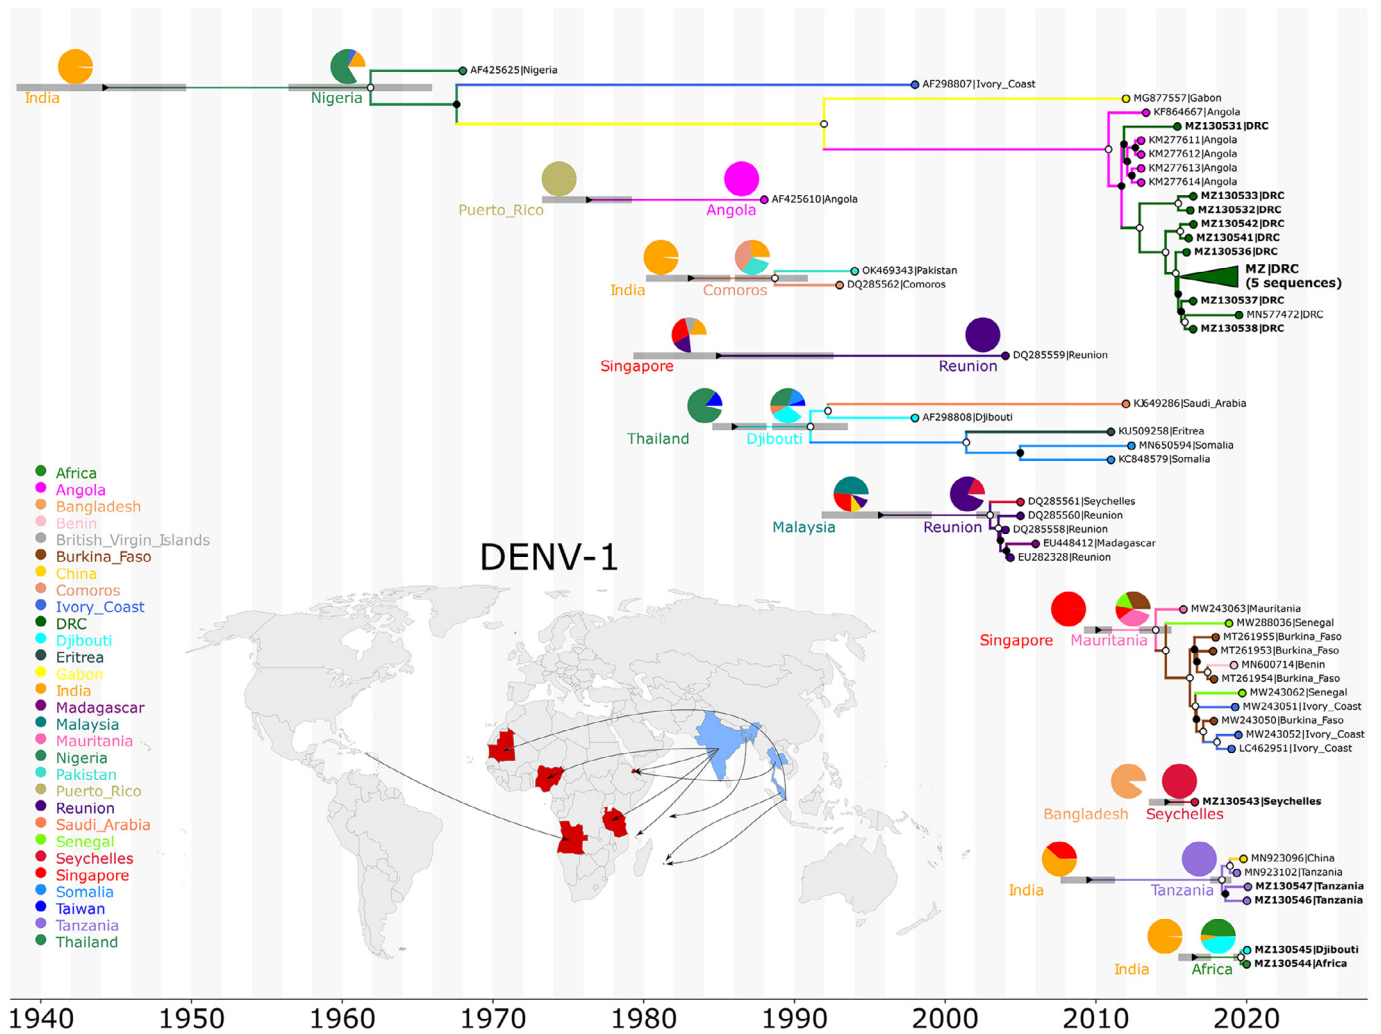 AF425625|Nigeria
AF298807|Ivory_Coast
India
Nigeria
MG877557|Gabon
KF864667|Angola
MZ130531|DRC
KM277611|Angola
KM277612|Angola
KM277613|Angola
KM277614|Angola
Puerto_Rico
Angola
AF425610|Angola
MZ130533|DRC
MZ130532|DRC
MZ130542|DRC
MZ130541|DRC
MZ130536|DRC
MZ|DRC
(5 sequences)
India
Comoros
OK469343|Pakistan
DQ285562|Comoros
MZ130537|DRC
MN577472|DRC
MZ130538|DRC
Singapore
Reunion
DQ285559|Reunion
Thailand
Djibouti
KJ649286|Saudi_Arabia
AF298808|Djibouti
KU509258|Eritrea
MN650594|Somalia
KC848579|Somalia
Malaysia
Reunion
DQ285561|Seychelles
DQ285560|Reunion
DQ285558|Reunion
EU448412|Madagascar
EU282328|Reunion
Africa
Angola
Bangladesh
Benin
British_Virgin_Islands
Burkina_Faso
China
Comoros
Ivory_Coast
DRC
Djibouti
Eritrea
Gabon
India
Madagascar
Malaysia
Mauritania
Nigeria
Pakistan
Puerto_Rico
Reunion
Saudi_Arabia
Senegal
Seychelles
Singapore
Somalia
Taiwan
Tanzania
Thailand
DENV-1
Singapore
Mauritania
MW243063|Mauritania
MW288036|Senegal
MT261955|Burkina_Faso
MT261953|Burkina_Faso
MN600714|Benin
MT261954|Burkina_Faso
MW243062|Senegal
MW243051|Ivory_Coast
MW243050|Burkina_Faso
MW243052|Ivory_Coast
LC462951|Ivory_Coast
Bangladesh
Seychelles
MZ130543|Seychelles
India
Tanzania
MN923096|China
MN923102|Tanzania
MZ130547|Tanzania
MZ130546|Tanzania
India
Africa
MZ130545|Djibouti
MZ130544|Africa
1940 1950 1960 1970 1980 1990 2000 2010 2020